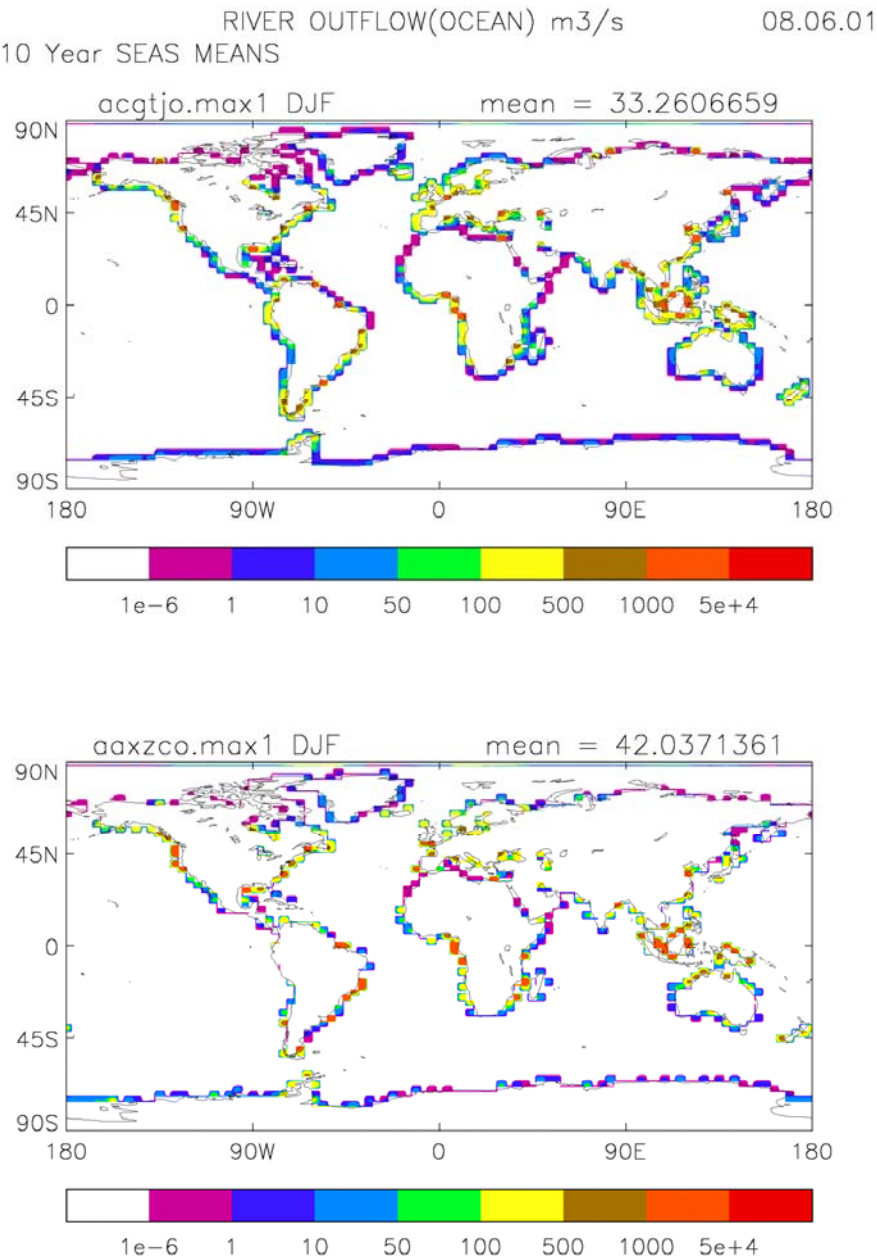 RIVER OUTFLOW(OCEAN) m3/s 08.06.01
10 Year SEAS MEANS
acgtjo.max1 DJF mean = 33.2606659
90N
45N
0
45S
90S
180 90W 0 90E 180
1e-6 1 10 50 100 500 1000 5e+4
aaxzco.max1 DJF mean = 42.0371361
90N
45N
0
45S
90S
180 90W 0 90E 180
1e-6 1 10 50 100 500 1000 5e+4